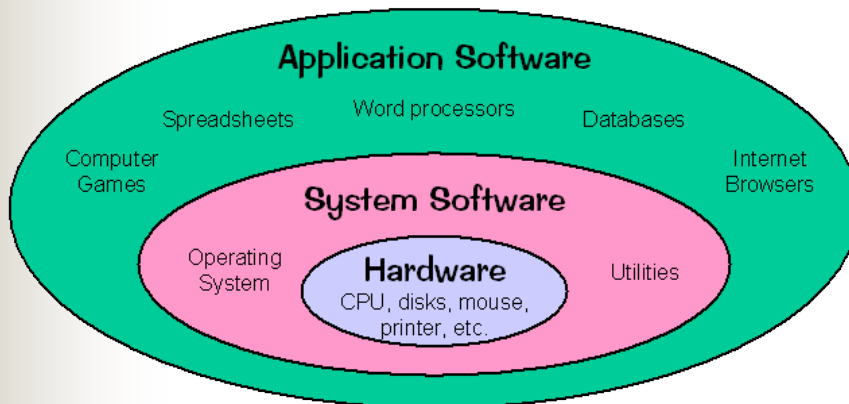 Application Software
Word processors
Spreadsheets
Databases
Computer
Games
Internet
Browsers
System Software
Operating
System
Utilities
Hardware
CPU, disks, mouse,
printer, etc.